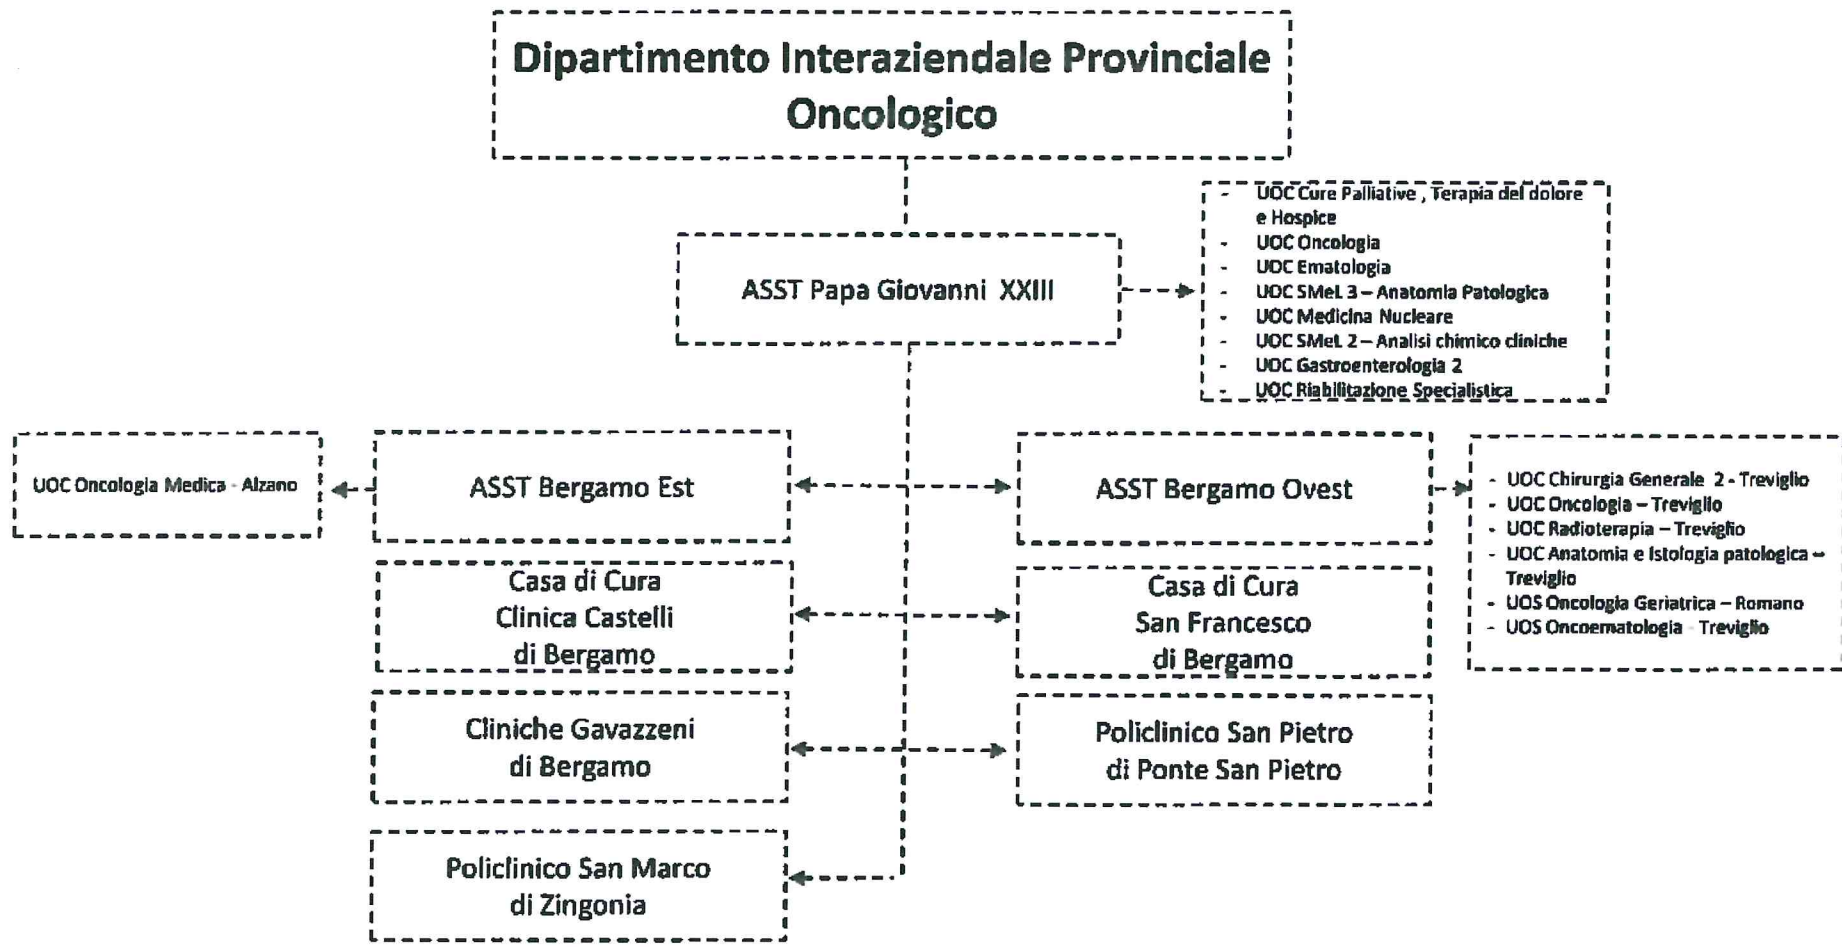 Dipartimento Interaziendale Provinciale
Oncologico
ASST Papa Giovanni XXIII
- UOC Cure Palliative , Terapia del dolore
e Hospice
- UOC Oncologia
- UOC Ematologia
- UOC SMeL 3 – Anatomia Patologica
- UOC Medicina Nucleare
- UOC SMeL 2 – Analisi chimico cliniche
- UOC Gastroenterologia 2
- UOC Riabilitazione Specialistica
UOC Oncologia Medica - Alzano
ASST Bergamo Est
ASST Bergamo Ovest
- UOC Chirurgia Generale 2 - Treviglio
- UOC Oncologia – Treviglio
- UOC Radioterapia – Treviglio
- UOC Anatomia e Istologia patologica –
Treviglio
- UOS Oncologia Geriatrica – Romano
- UOS Oncoematologia - Treviglio
Casa di Cura
Clinica Castelli
di Bergamo
Casa di Cura
San Francesco
di Bergamo
Cliniche Gavazzeni
di Bergamo
Policlinico San Pietro
di Ponte San Pietro
Policlinico San Marco
di Zingonia